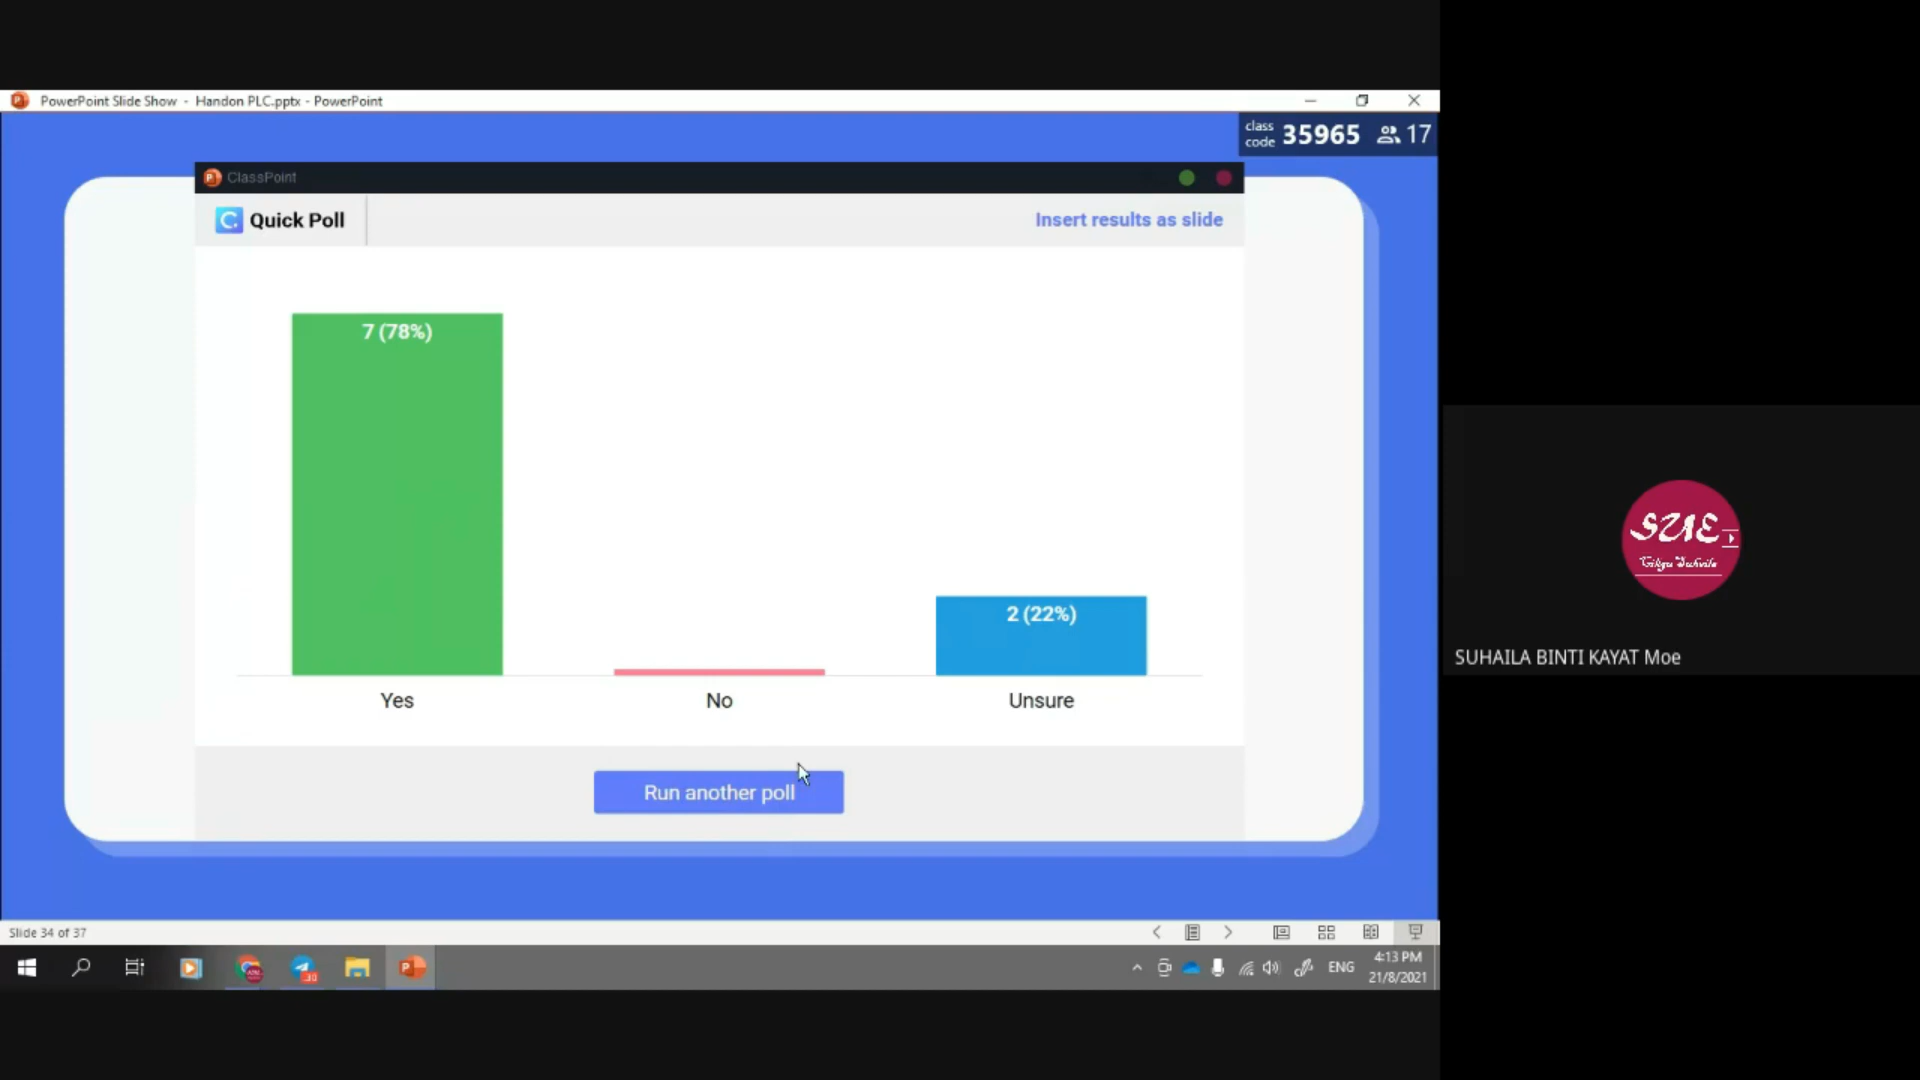 PowerPoint Slide Show - Handon PLC.pptx - PowerPoint
class code 35965 17
ClassPoint
Quick Poll
Insert results as slide
7 (78%)
2 (22%)
Yes
No
Unsure
Run another poll
SUHAILA BINTI KAYAT Moe
Slide 34 of 37
ENG
4:13 PM
21/8/2021